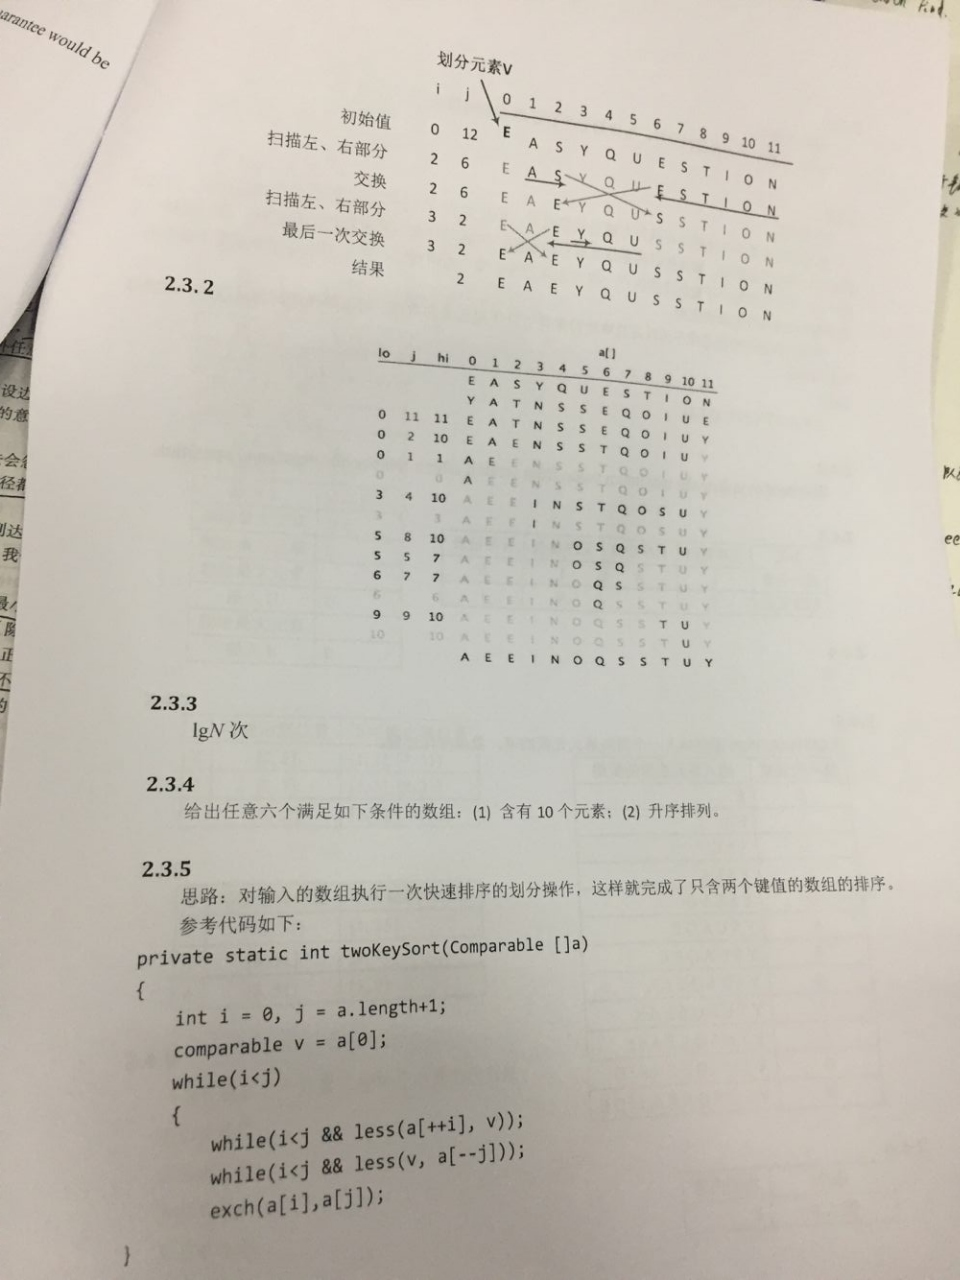 arantee would be
划分元素V
i j 0 1 2 3 4 5 6 7 8 9 10 11
初始值 0 12 E A S Y Q U E S T I O N
扫描左、右部分 2 6 E A S Y Q U E S T I O N
交换 2 6 E A E Y Q U S S T I O N
扫描左、右部分 3 2 E A E Y Q U S S T I O N
最后一次交换 3 2 E A E Y Q U S S T I O N
结果 2 E A E Y Q U S S T I O N
2.3.2
a[]
lo j hi 0 1 2 3 4 5 6 7 8 9 10 11
E A S Y Q U E S T I O N
Y A T N S S E Q O I U E
0 11 11 E A T N S S E Q O I U Y
0 2 10 E A E N S S T Q O I U Y
0 1 1 A E E N S S T Q O I U Y
0 0 A E E N S S T Q O I U Y
3 4 10 A E E I N S T Q O S U Y
3 3 A E E I N S T Q O S U Y
5 8 10 A E E I N O S Q S T U Y
5 5 7 A E E I N O S Q S T U Y
6 7 7 A E E I N O Q S S T U Y
6 6 A E E I N O Q S S T U Y
9 9 10 A E E I N O Q S S T U Y
10 10 A E E I N O Q S S T U Y
A E E I N O Q S S T U Y
2.3.3
lgN 次
2.3.4
给出任意六个满足如下条件的数组：(1) 含有 10 个元素；(2) 升序排列。
2.3.5
思路：对输入的数组执行一次快速排序的划分操作，这样就完成了只含两个键值的数组的排序。
参考代码如下：
private static int twoKeySort(Comparable []a)
{
int i = 0, j = a.length+1;
comparable v = a[0];
while(i<j)
{
while(i<j && less(a[++i], v));
while(i<j && less(v, a[--j]));
exch(a[i],a[j]);
}